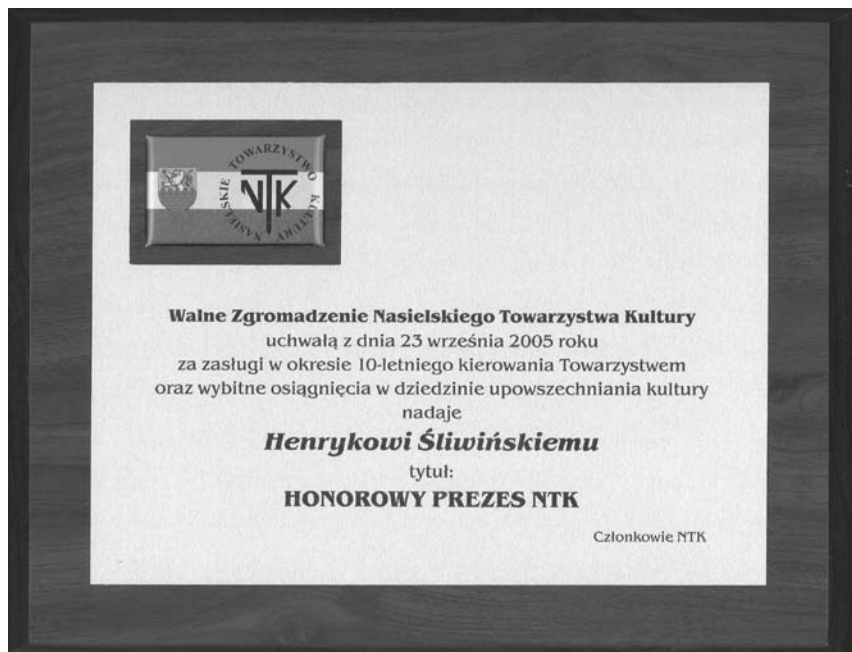 NASIELSKIE TOWARZYSTWO KULTURY
NTK
Walne Zgromadzenie Nasielskiego Towarzystwa Kultury
uchwałą z dnia 23 września 2005 roku
za zasługi w okresie 10-letniego kierowania Towarzystwem
oraz wybitne osiągnięcia w dziedzinie upowszechniania kultury
nadaje
Henrykowi Śliwińskiemu
tytuł:
HONOROWY PREZES NTK
Członkowie NTK